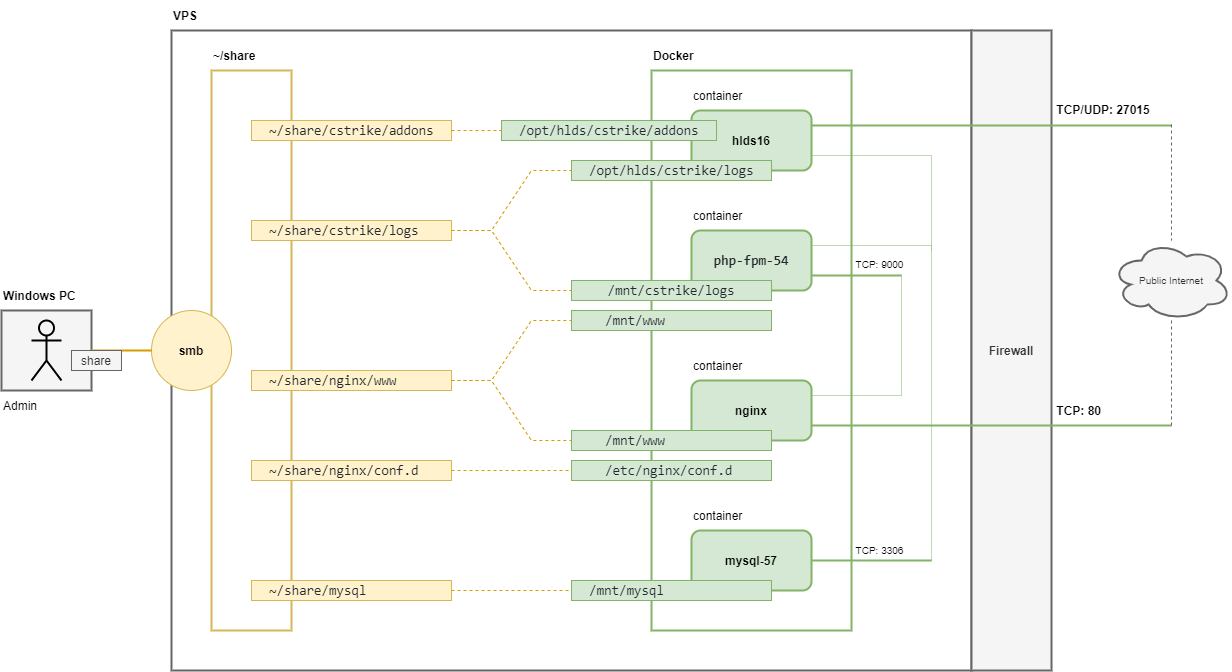 VPS
~/share
Docker
container
TCP/UDP: 27015
~/share/cstrike/addons
/opt/hlds/cstrike/addons
hlds16
/opt/hlds/cstrike/logs
container
~/share/cstrike/logs
php-fpm-54
TCP: 9000
Public Internet
/mnt/cstrike/logs
Windows PC
/mnt/www
share
smb
Firewall
container
~/share/nginx/www
Admin
nginx
TCP: 80
/mnt/www
~/share/nginx/conf.d
/etc/nginx/conf.d
container
TCP: 3306
mysql-57
~/share/mysql
/mnt/mysql